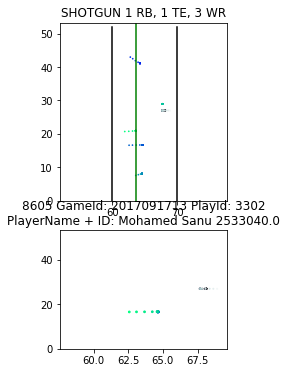 SHOTGUN 1 RB, 1 TE, 3 WR
50
40
30
20
10
0
60 70
8605 GameId: 2017091713 PlayId: 3302
PlayerName + ID: Mohamed Sanu 2533040.0
40
20
0
60.0 62.5 65.0 67.5